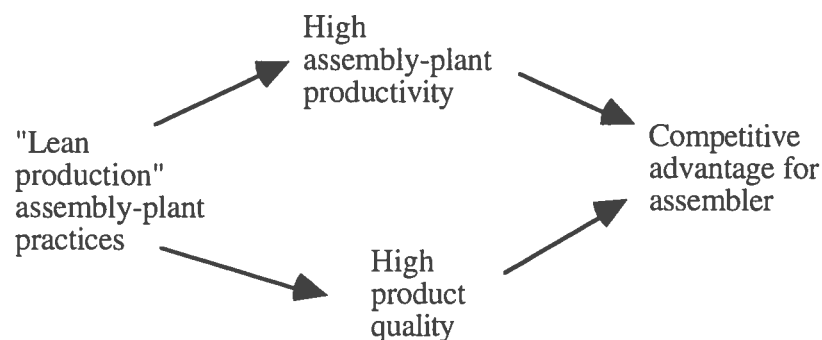 High
assembly-plant
productivity
"Lean
production"
assembly-plant
practices
Competitive
advantage for
assembler
High
product
quality